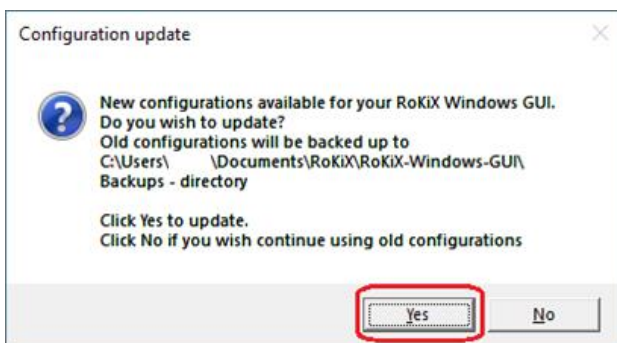 Configuration update
New configurations available for your RoKiX Windows GUI.
Do you wish to update?
Old configurations will be backed up to
C:\Users\ \Documents\RoKiX\RoKiX-Windows-GUI\
Backups - directory
Click Yes to update.
Click No if you wish continue using old configurations
Yes No